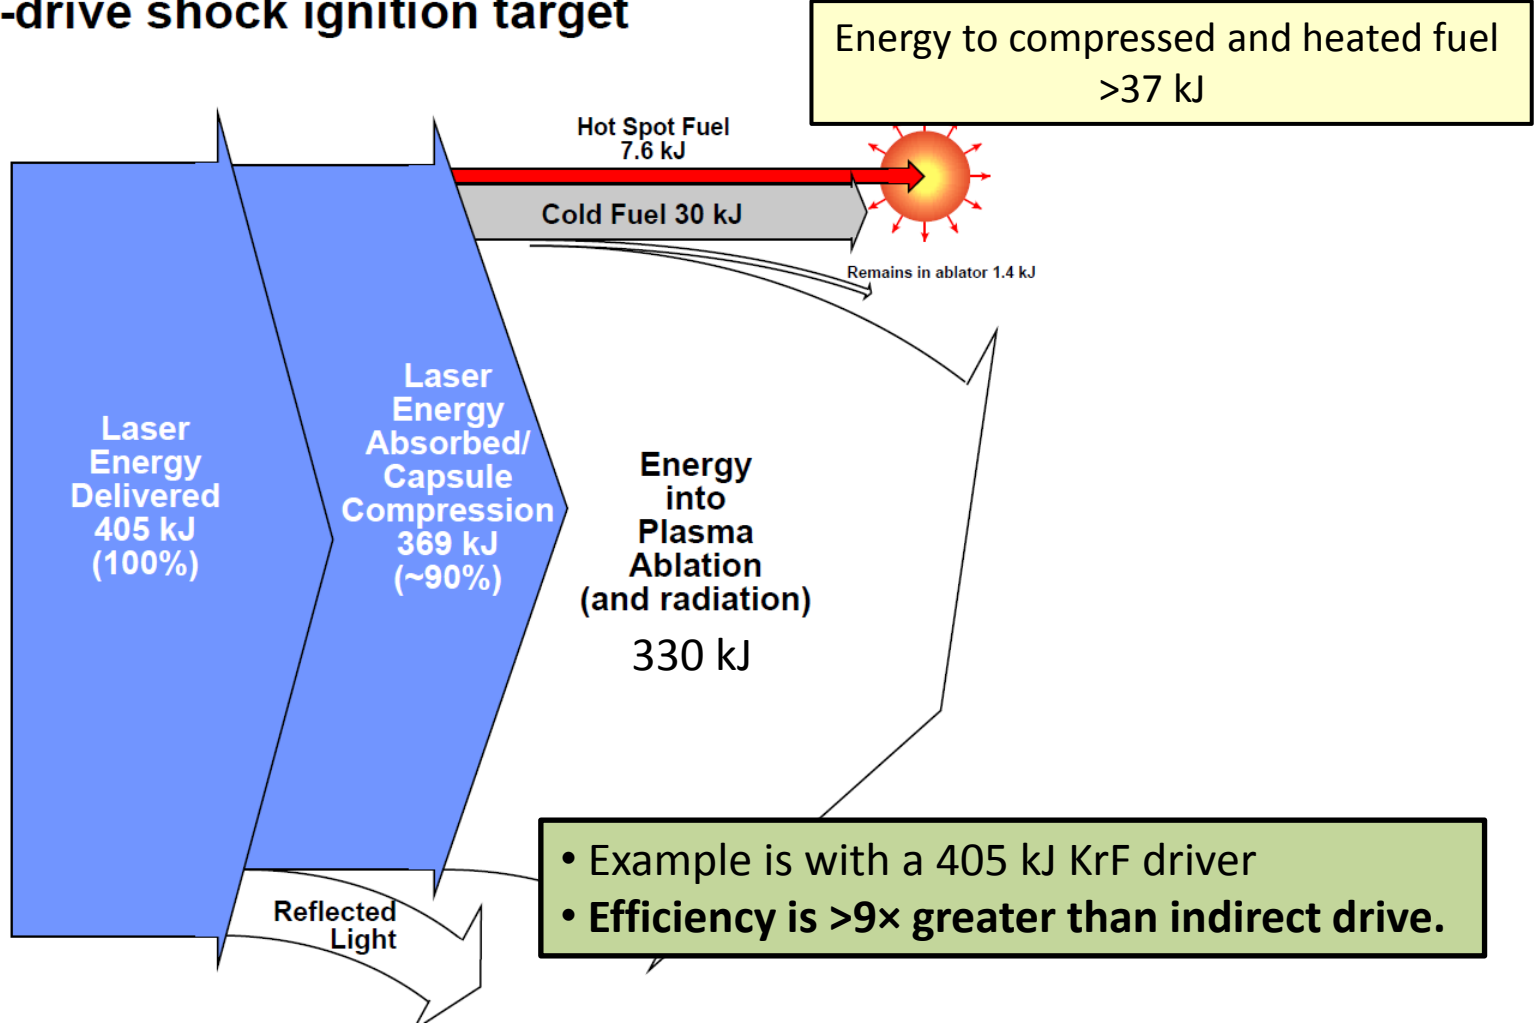 -drive shock ignition target
Energy to compressed and heated fuel
>37 kJ
Hot Spot Fuel
7.6 kJ
Cold Fuel 30 kJ
Remains in ablator 1.4 kJ
Laser
Energy
Delivered
405 kJ
(100%)
Laser
Energy
Absorbed/
Capsule
Compression
369 kJ
(~90%)
Energy
into
Plasma
Ablation
(and radiation)
330 kJ
Reflected
Light
• Example is with a 405 kJ KrF driver
• Efficiency is >9× greater than indirect drive.